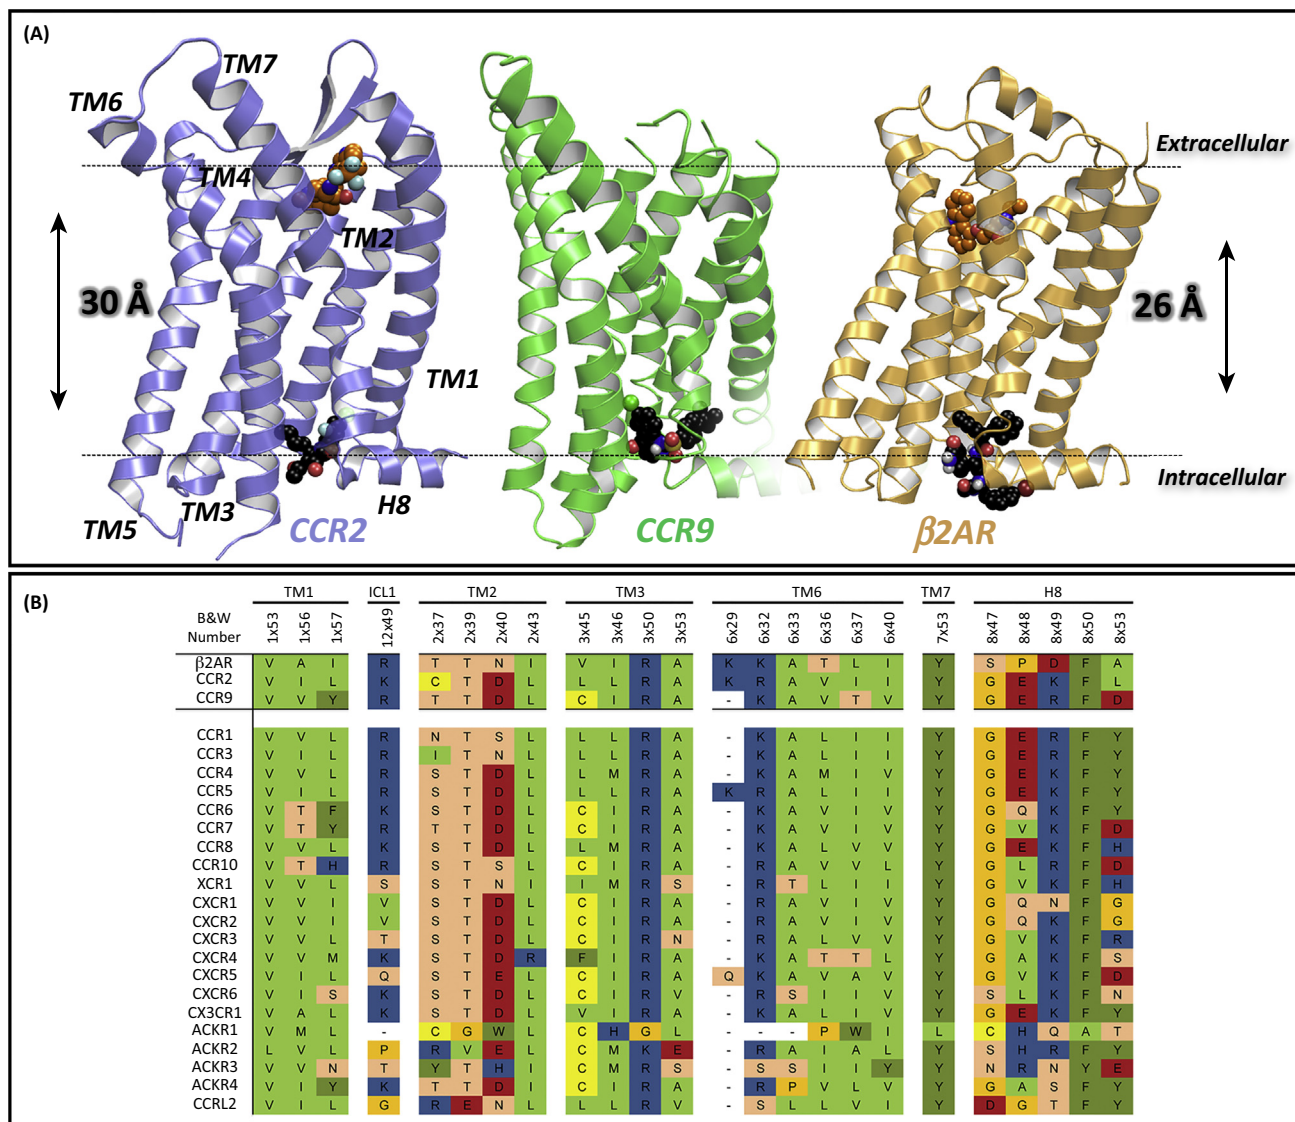 (A)
TM7
TM6
Extracellular
TM4
TM2
30 Å
26 Å
TM1
Intracellular
H8
TM3
TM5
CCR2
CCR9
β2AR
(B)
TM1 ICL1 TM2 TM3 TM6 TM7 H8
B&W Number 1x53 1x56 1x57 12x49 2x37 2x39 2x40 2x43 3x45 3x46 3x50 3x53 6x29 6x32 6x33 6x36 6x37 6x40 7x53 8x47 8x48 8x49 8x50 8x53
β2AR V A I R T T N I V I R A K K A T L I Y S P D F A
CCR2 V I L K C T D L L L R A K R A V I I Y G E K F L
CCR9 V V Y R T T D L C I R A - K A V T V Y G E R F D
CCR1 V V L R N T S L L L R A - K A L I I Y G E R F Y
CCR3 V I L R I T N L L L R A - K A L I I Y G E R F Y
CCR4 V V L R S T D L L M R A - K A M I V Y G E K F Y
CCR5 V I L K S T D L L L R A K R A L I I Y G E K F Y
CCR6 V T F K S T D L C I R A - K A V I V Y G Q K F Y
CCR7 V T Y R T T D L C I R A - K A V I V Y G V K F D
CCR8 V V L K S T D L L M R A - K A L V V Y G E K F H
CCR10 V T H R S T S L C I R A - R A V V L Y G L R F D
XCR1 V V L S S T N I I M R S - R T L I I Y G V K F H
CXCR1 V V I V S T D L C I R A - R A V I V Y G Q N F G
CXCR2 V V I V S T D L C I R A - R A V I V Y G Q K F G
CXCR3 V V L T S T D L C I R N - R A L V V Y G V K F R
CXCR4 V V M K S T D R F I R A - K A T T L Y G A K F S
CXCR5 V I L Q S T E L C I R A Q K A V A V Y G V K F D
CXCR6 V I S K S T D L C I R V - R S I I V Y S L K F N
CX3CR1 V A L K S T D L V I R A - K A L I V Y G E K F Y
ACKR1 V M L - C G W L C H G L - - - P W I L C H Q A T
ACKR2 L V L P R V E L C M K E - R A I A L Y S H R F Y
ACKR3 V V N T Y T H I C M R S - S S I I Y Y N R N Y E
ACKR4 V I Y K T T D I C I R A - R P V L V Y G A S F Y
CCRL2 V I L G R E N L L L R V - S L L V I Y D G T F Y